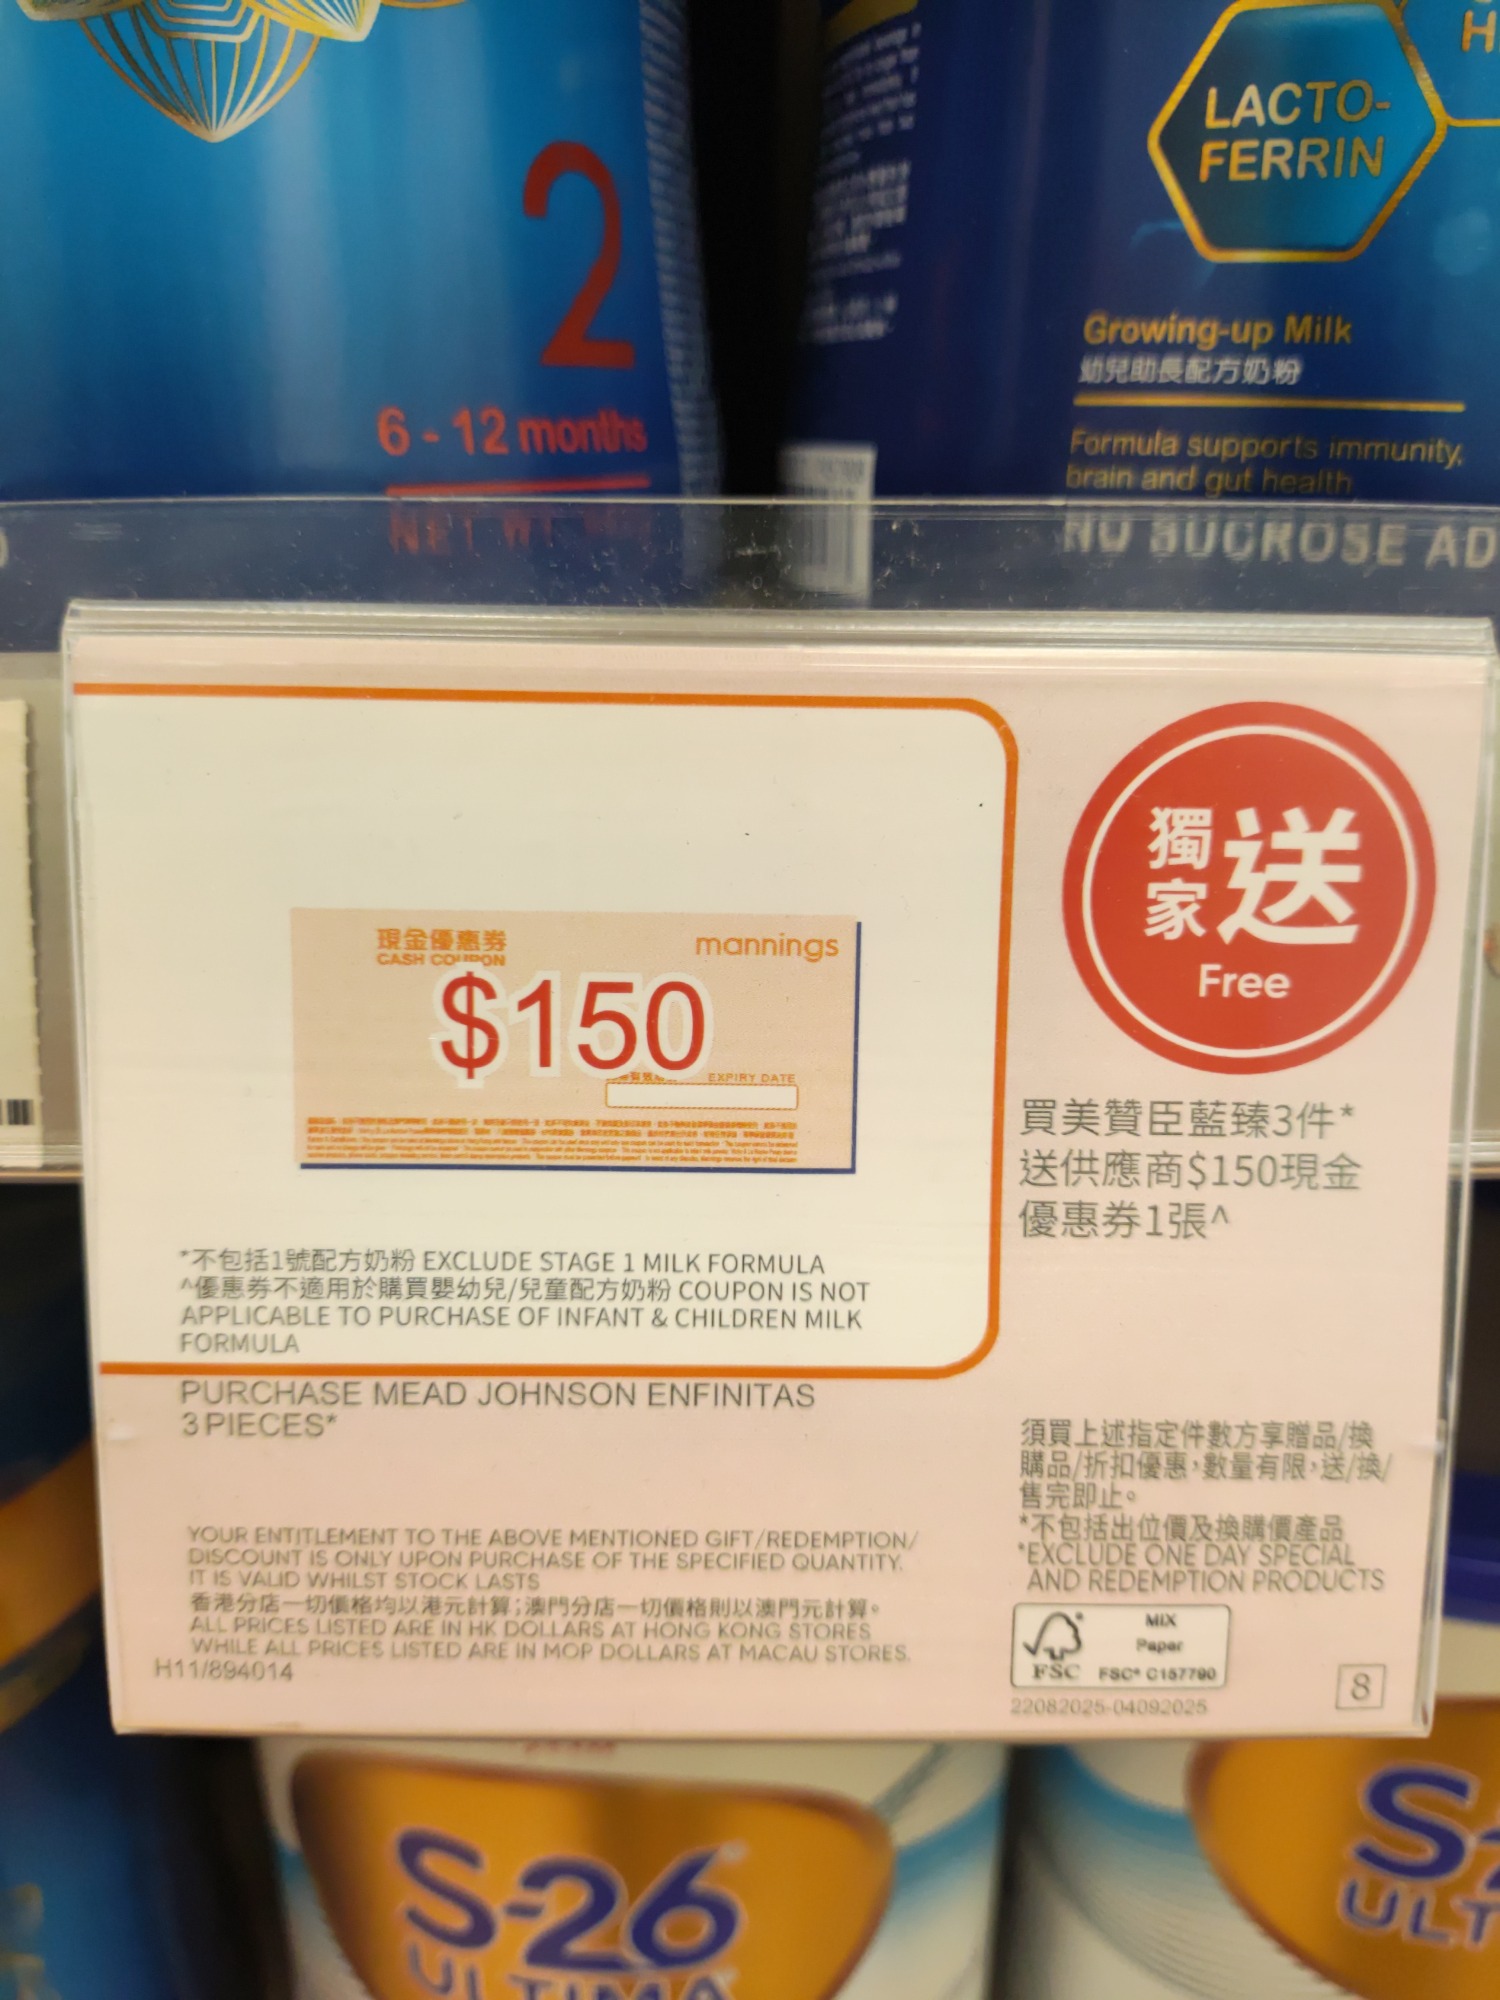 2
6 - 12 months
LACTO-
FERRIN
Growing-up Milk
幼兒助長配方奶粉
Formula supports immunity,
brain and gut health
NO SUCROSE AD
獨家 送
Free
現金優惠券
CASH COUPON
mannings
$150
EXPIRY DATE
買美贊臣藍臻3件*
送供應商$150現金
優惠券1張^
*不包括1號配方奶粉 EXCLUDE STAGE 1 MILK FORMULA
^優惠券不適用於購買嬰幼兒/兒童配方奶粉 COUPON IS NOT
APPLICABLE TO PURCHASE OF INFANT & CHILDREN MILK
FORMULA
PURCHASE MEAD JOHNSON ENFINITAS
3 PIECES*
須買上述指定件數方享贈品/換
購品/折扣優惠，數量有限，送/換/
售完即止。
*不包括出位價及換購價產品
*EXCLUDE ONE DAY SPECIAL
AND REDEMPTION PRODUCTS
YOUR ENTITLEMENT TO THE ABOVE MENTIONED GIFT/REDEMPTION/
DISCOUNT IS ONLY UPON PURCHASE OF THE SPECIFIED QUANTITY.
IT IS VALID WHILST STOCK LASTS
香港分店一切價格均以港元計算；澳門分店一切價格則以澳門元計算。
ALL PRICES LISTED ARE IN HK DOLLARS AT HONG KONG STORES
WHILE ALL PRICES LISTED ARE IN MOP DOLLARS AT MACAU STORES.
H11/894014
MIX
Paper
FSC FSC® C157790
22082025-04092025
8
S-26
ULTIMA